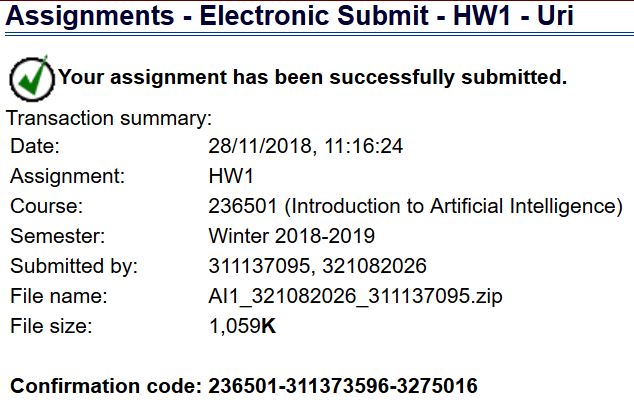 Assignments - Electronic Submit - HW1 - Uri
Your assignment has been successfully submitted.
Transaction summary:
Date: 28/11/2018, 11:16:24
Assignment: HW1
Course: 236501 (Introduction to Artificial Intelligence)
Semester: Winter 2018-2019
Submitted by: 311137095, 321082026
File name: AI1_321082026_311137095.zip
File size: 1,059K
Confirmation code: 236501-311373596-3275016